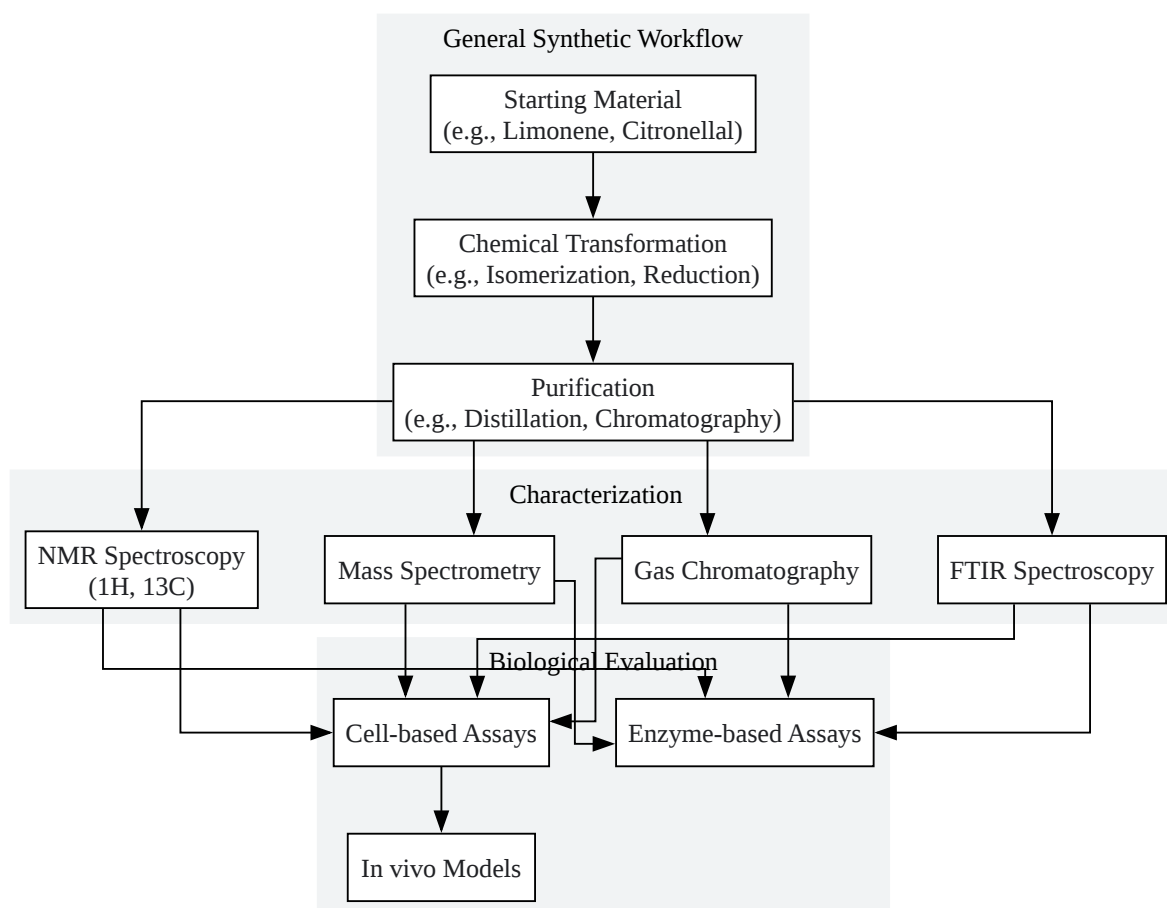 General Synthetic Workflow
Starting Material
(e.g., Limonene, Citronellal)
Chemical Transformation
(e.g., Isomerization, Reduction)
Purification
(e.g., Distillation, Chromatography)
Characterization
NMR Spectroscopy
(1H, 13C)
Mass Spectrometry
Gas Chromatography
FTIR Spectroscopy
Biological Evaluation
Cell-based Assays
Enzyme-based Assays
In vivo Models